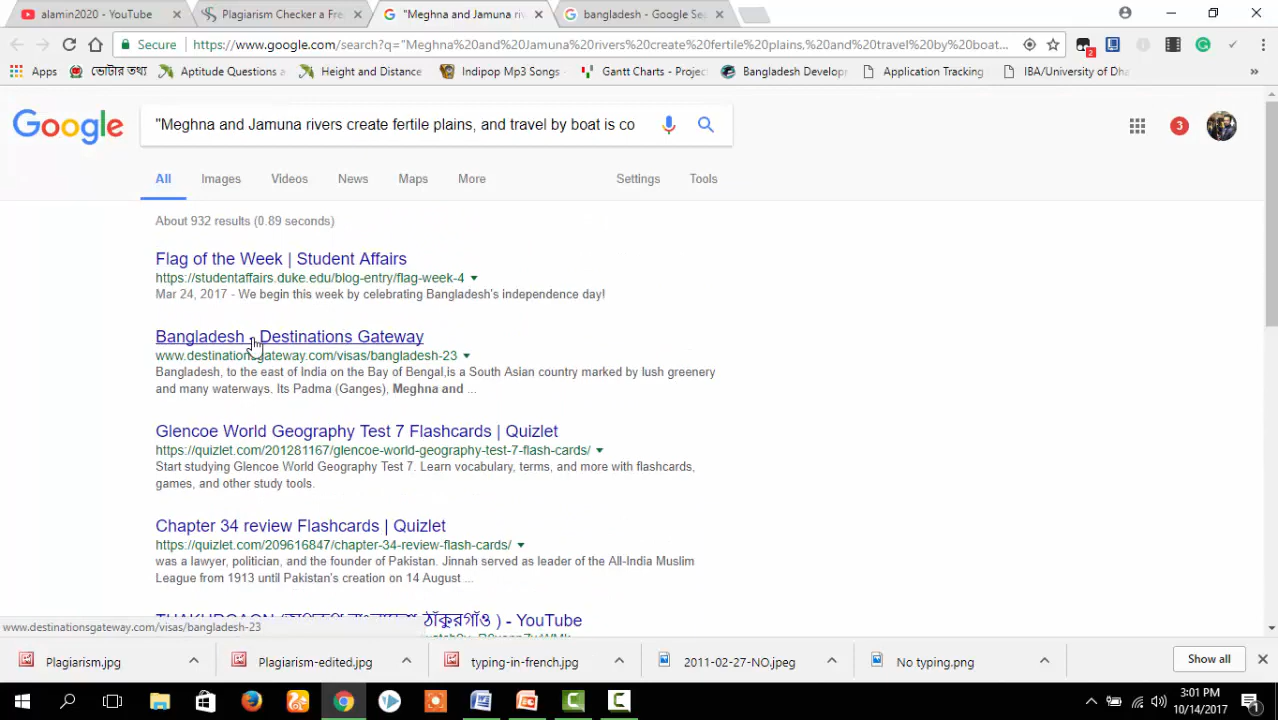 alamin2020 - YouTube
Plagiarism Checker a Fre
"Meghna and Jamuna riv
bangladesh - Google Se
Secure
https://www.google.com/search?q="Meghna%20and%20Jamuna%20rivers%20create%20fertile%20plains,%20and%20travel%20by%20boat...
2
Apps
ভোটার তথ্য
Aptitude Questions a
Height and Distance
Indipop Mp3 Songs
Gantt Charts - Projec
Bangladesh Develop
Application Tracking
IBA/University of Dha
»
Google
"Meghna and Jamuna rivers create fertile plains, and travel by boat is co
3
All Images Videos News Maps More Settings Tools
About 932 results (0.89 seconds)
Flag of the Week | Student Affairs
https://studentaffairs.duke.edu/blog-entry/flag-week-4
Mar 24, 2017 - We begin this week by celebrating Bangladesh's independence day!
Bangladesh - Destinations Gateway
www.destinationsgateway.com/visas/bangladesh-23
Bangladesh, to the east of India on the Bay of Bengal,is a South Asian country marked by lush greenery
and many waterways. Its Padma (Ganges), Meghna and ...
Glencoe World Geography Test 7 Flashcards | Quizlet
https://quizlet.com/201281167/glencoe-world-geography-test-7-flash-cards/
Start studying Glencoe World Geography Test 7. Learn vocabulary, terms, and more with flashcards,
games, and other study tools.
Chapter 34 review Flashcards | Quizlet
https://quizlet.com/209616847/chapter-34-review-flash-cards/
was a lawyer, politician, and the founder of Pakistan. Jinnah served as leader of the All-India Muslim
League from 1913 until Pakistan's creation on 14 August ...
THAKURGAON ঠাকুরগাঁও ) - YouTube
www.destinationsgateway.com/visas/bangladesh-23
Plagiarism.jpg
Plagiarism-edited.jpg
typing-in-french.jpg
2011-02-27-NO.jpeg
No typing.png
Show all
3:01 PM
10/14/2017
1